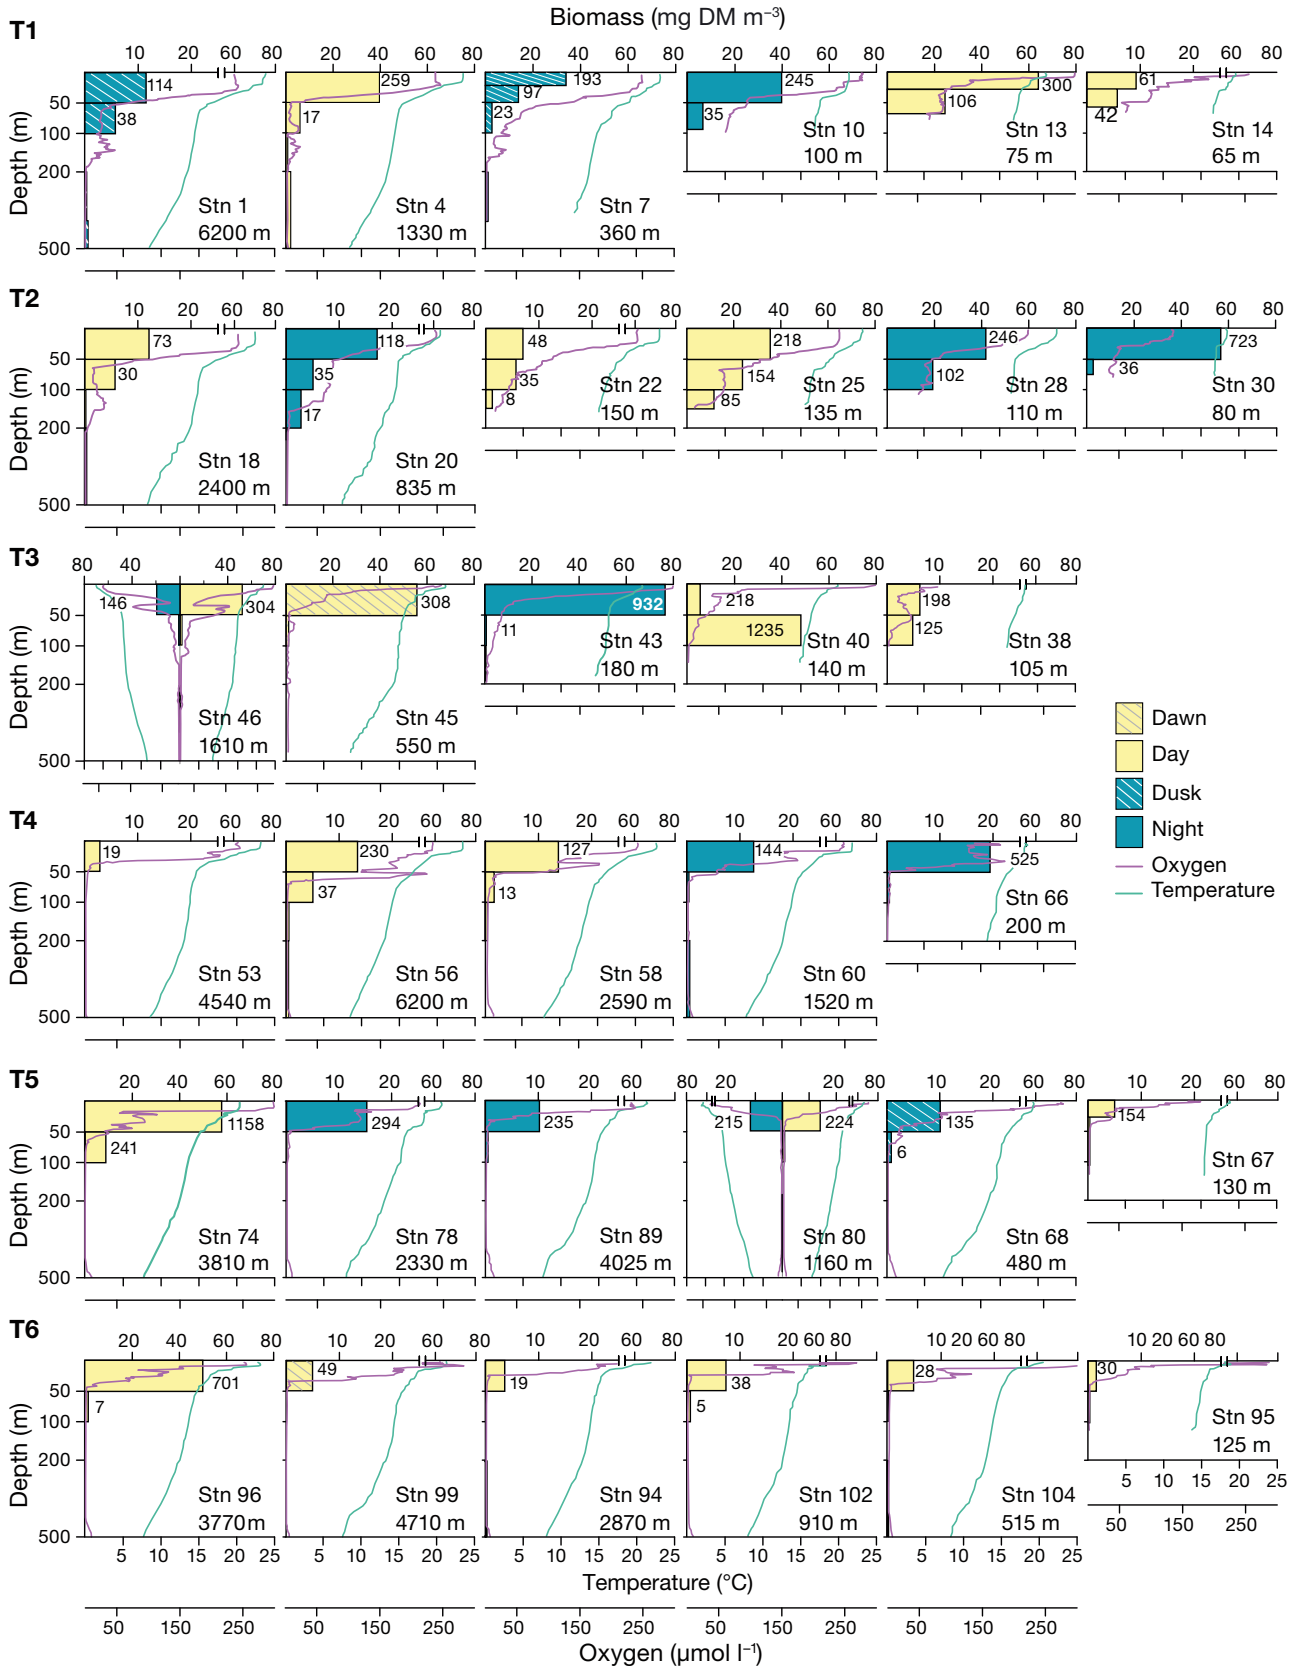 Biomass (mg DM m⁻³)
T1
10 20 60 80
20 40 60 80
20 40 60 80
20 40 60 80
20 40 60 80
10 20 60 80
Depth (m)
50
100
200
500
114
38
Stn 1
6200 m
259
17
Stn 4
1330 m
193
97
23
Stn 7
360 m
245
35
Stn 10
100 m
300
106
Stn 13
75 m
61
42
Stn 14
65 m
T2
10 20 60 80
10 20 60 80
10 20 60 80
20 40 60 80
20 40 60 80
20 40 60 80
Depth (m)
50
100
200
500
73
30
Stn 18
2400 m
118
35
17
Stn 20
835 m
48
35
8
Stn 22
150 m
218
154
85
Stn 25
135 m
246
102
Stn 28
110 m
723
36
Stn 30
80 m
T3
80 40 40 80
20 40 60 80
20 40 60 80
20 40 60 80
10 20 60 80
Depth (m)
50
100
200
500
146
304
Stn 46
1610 m
308
Stn 45
550 m
932
11
Stn 43
180 m
218
1235
Stn 40
140 m
198
125
Stn 38
105 m
Dawn
Day
Dusk
Night
Oxygen
Temperature
T4
10 20 60 80
10 20 60 80
10 20 60 80
10 20 60 80
10 20 60 80
Depth (m)
50
100
200
500
19
Stn 53
4540 m
230
37
Stn 56
6200 m
127
13
Stn 58
2590 m
144
Stn 60
1520 m
525
Stn 66
200 m
T5
20 40 60 80
10 20 60 80
10 20 60
80 20 20 60 80
10 20 60 80
10 20 60 80
Depth (m)
50
100
200
500
1158
241
Stn 74
3810 m
294
Stn 78
2330 m
235
Stn 89
4025 m
215
224
Stn 80
1160 m
135
6
Stn 68
480 m
154
Stn 67
130 m
T6
20 40 60 80
10 20 60 80
10 20 60 80
10 20 60 80
10 20 60 80
10 20 60 80
Depth (m)
50
100
200
500
701
7
Stn 96
3770m
49
Stn 99
4710 m
19
Stn 94
2870 m
38
5
Stn 102
910 m
28
Stn 104
515 m
30
Stn 95
125 m
5 10 15 20 25
50 150 250
5 10 15 20 25
5 10 15 20 25
5 10 15 20 25
5 10 15 20 25
5 10 15 20 25
Temperature (°C)
50 150 250
50 150 250
50 150 250
50 150 250
50 150 250
Oxygen (µmol l⁻¹)